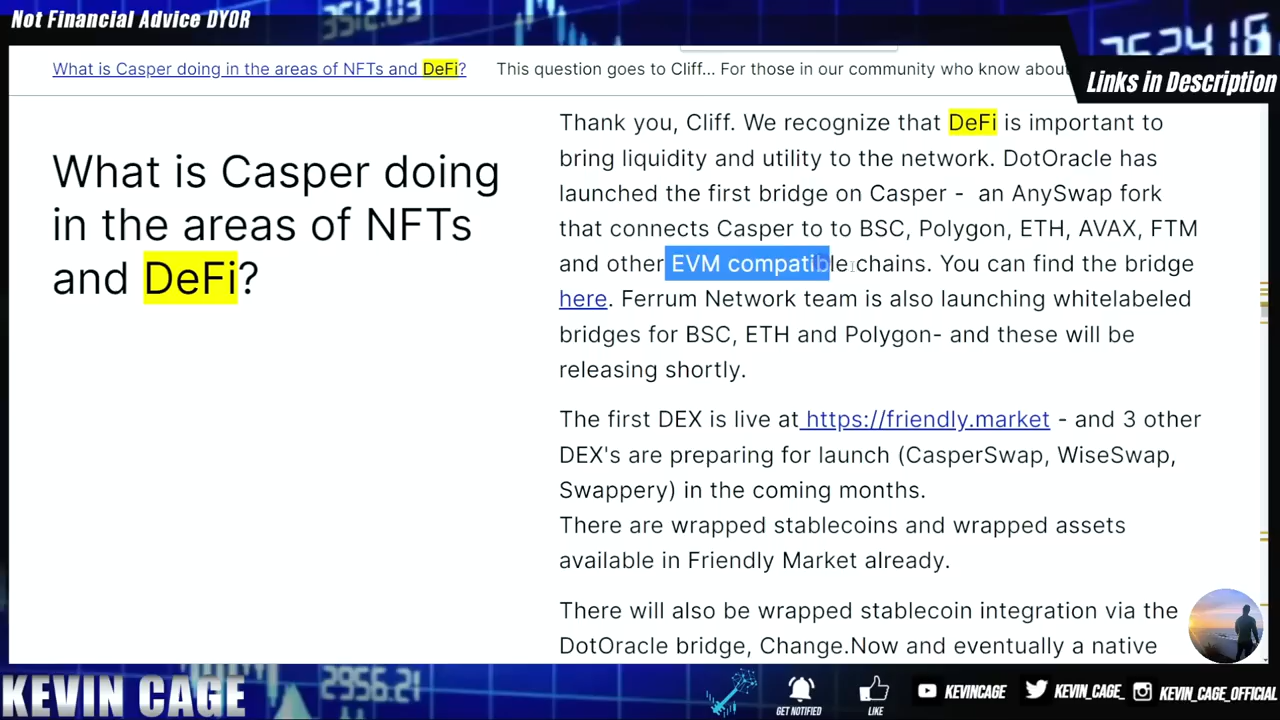 Not Financial Advice DYOR
3512.03
Links in Description
What is Casper doing in the areas of NFTs and DeFi?
This question goes to Cliff... For those in our community who know about
What is Casper doing
in the areas of NFTs
and DeFi?
Thank you, Cliff. We recognize that DeFi is important to
bring liquidity and utility to the network. DotOracle has
launched the first bridge on Casper - an AnySwap fork
that connects Casper to to BSC, Polygon, ETH, AVAX, FTM
and other EVM compatible chains. You can find the bridge
here. Ferrum Network team is also launching whitelabeled
bridges for BSC, ETH and Polygon- and these will be
releasing shortly.
The first DEX is live at https://friendly.market - and 3 other
DEX's are preparing for launch (CasperSwap, WiseSwap,
Swappery) in the coming months.
There are wrapped stablecoins and wrapped assets
available in Friendly Market already.
There will also be wrapped stablecoin integration via the
DotOracle bridge, Change.Now and eventually a native
KEVIN CAGE
2956.21
GET NOTIFIED
LIKE
KEVINCAGE
KEVIN_CAGE_
KEVIN_CAGE_OFFICIAL